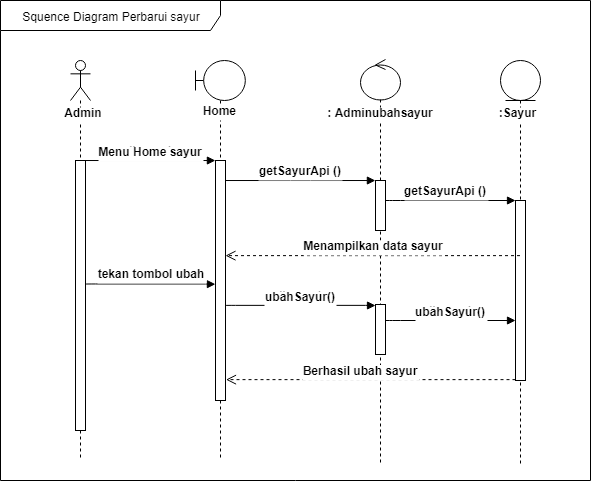 Squence Diagram Perbarui sayur
Admin
Home
: Adminubahsayur
:Sayur
Menu Home sayur
getSayurApi ()
getSayurApi ()
Menampilkan data sayur
tekan tombol ubah
ubahSayur()
ubahSayur()
Berhasil ubah sayur